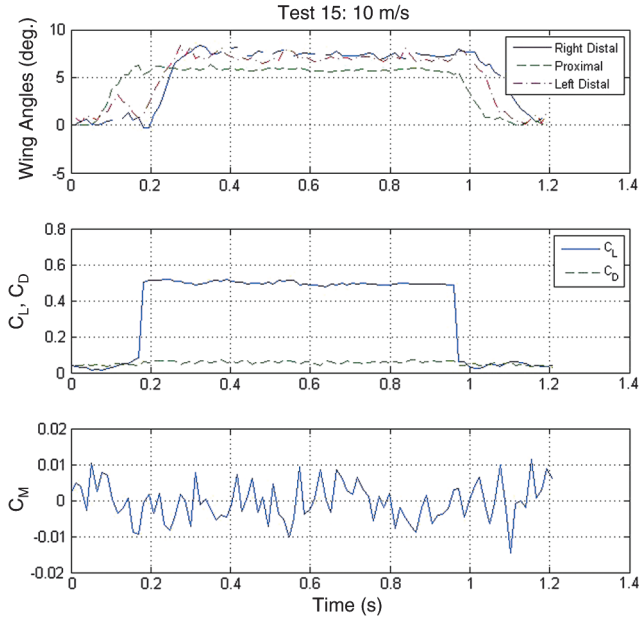 Test 15: 10 m/s
Wing Angles (deg.)
10
5
0
-5
0 0.2 0.4 0.6 0.8 1 1.2 1.4
Right Distal
Proximal
Left Distal
C_L, C_D
0.8
0.6
0.4
0.2
0
0 0.2 0.4 0.6 0.8 1 1.2 1.4
C_L
C_D
C_M
0.02
0.01
0
-0.01
-0.02
0 0.2 0.4 0.6 0.8 1 1.2 1.4
Time (s)